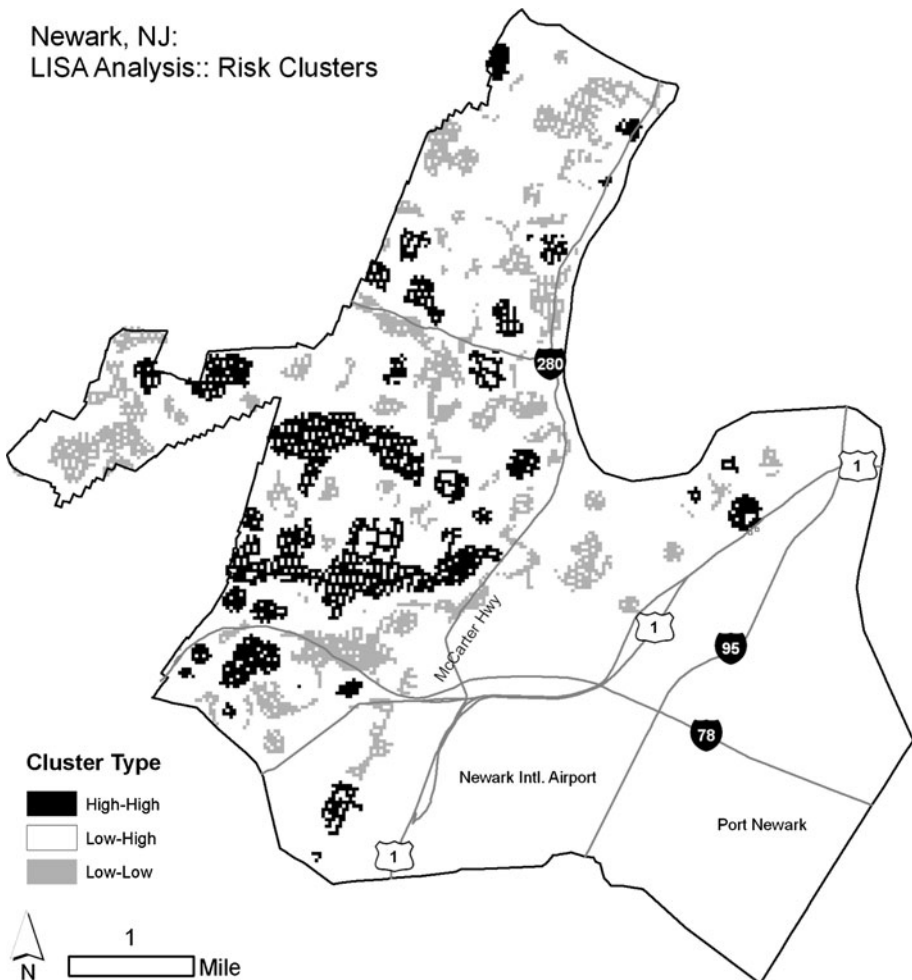 Newark, NJ:
LISA Analysis:: Risk Clusters
280
1
McCarter Hwy
1
95
78
Newark Intl. Airport
Port Newark
1
Cluster Type
High-High
Low-High
Low-Low
N
1
Mile